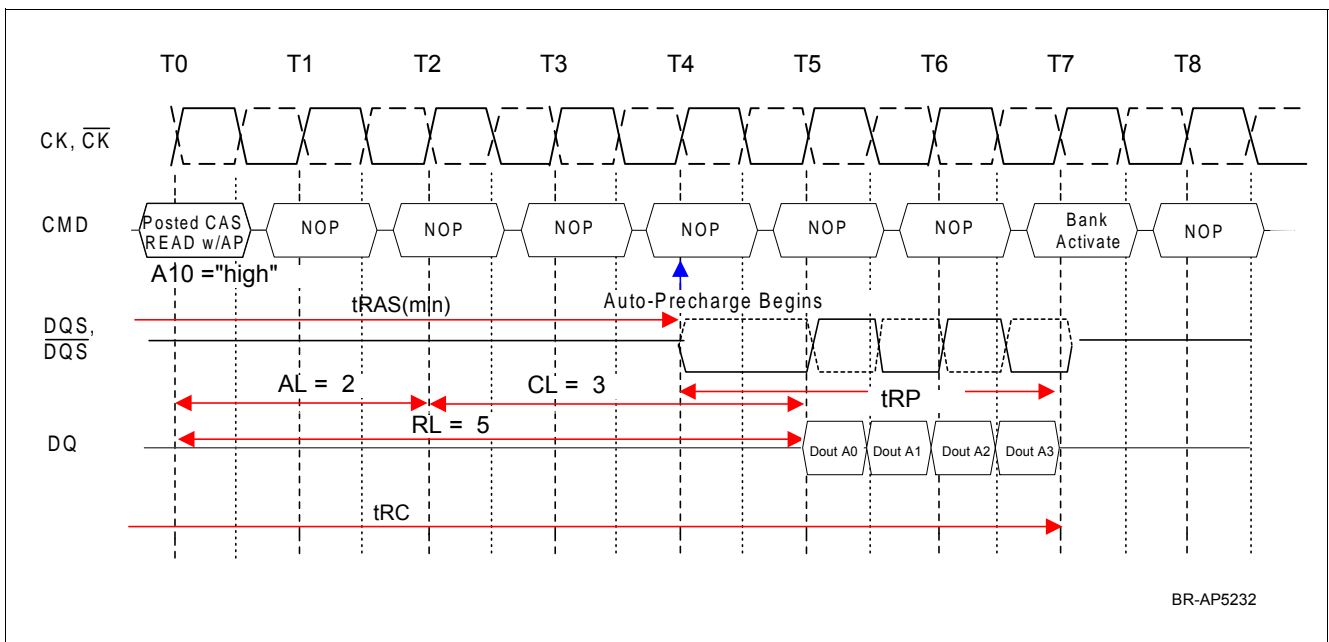 T0 T1 T2 T3 T4 T5 T6 T7 T8
CK, CK
CMD
Posted CAS
READ w/AP
NOP NOP NOP NOP NOP NOP
Bank
Activate
NOP
A10 ="high"
tRAS(min)
Auto-Precharge Begins
DQS,
DQS
AL = 2
CL = 3
tRP
RL = 5
DQ
Dout A0 Dout A1 Dout A2 Dout A3
tRC
BR-AP5232